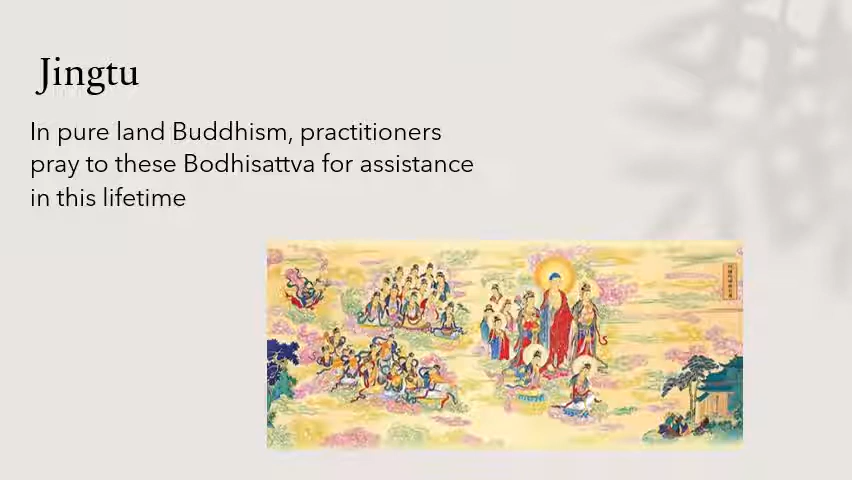 Jingtu
In pure land Buddhism, practitioners
pray to these Bodhisattva for assistance
in this lifetime